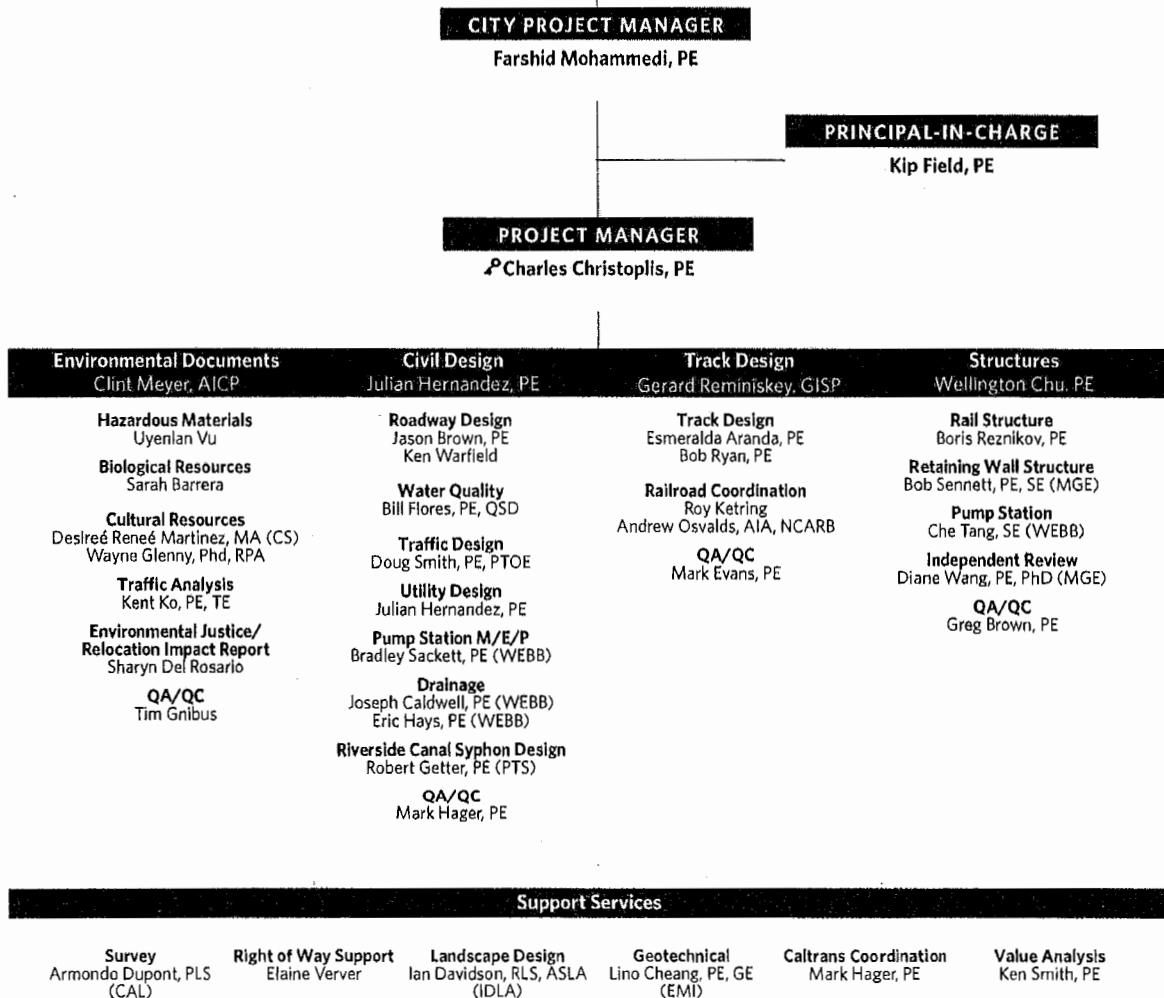 CITY PROJECT MANAGER
Farshid Mohammedi, PE
PRINCIPAL-IN-CHARGE
Kip Field, PE
PROJECT MANAGER
Charles Christoplis, PE
Environmental Documents
Clint Meyer, AICP
Hazardous Materials
Uyenlan Vu
Biological Resources
Sarah Barrera
Cultural Resources
Desireé Reneé Martinez, MA (CS)
Wayne Glenny, Phd, RPA
Traffic Analysis
Kent Ko, PE, TE
Environmental Justice/
Relocation Impact Report
Sharyn Del Rosario
QA/QC
Tim Gnibus
Civil Design
Julian Hernandez, PE
Roadway Design
Jason Brown, PE
Ken Warfield
Water Quality
Bill Flores, PE, QSD
Traffic Design
Doug Smith, PE, PTOE
Utility Design
Julian Hernandez, PE
Pump Station M/E/P
Bradley Sackett, PE (WEBB)
Drainage
Joseph Caldwell, PE (WEBB)
Eric Hays, PE (WEBB)
Riverside Canal Syphon Design
Robert Getter, PE (PTS)
QA/QC
Mark Hager, PE
Track Design
Gerard Reminiskey, GISP
Track Design
Esmeralda Aranda, PE
Bob Ryan, PE
Railroad Coordination
Roy Ketring
Andrew Osvalds, AIA, NCARB
QA/QC
Mark Evans, PE
Structures
Wellington Chu, PE
Rail Structure
Boris Reznikov, PE
Retaining Wall Structure
Bob Sennett, PE, SE (MGE)
Pump Station
Che Tang, SE (WEBB)
Independent Review
Diane Wang, PE, PhD (MGE)
QA/QC
Greg Brown, PE
Support Services
Survey
Armondo Dupont, PLS
(CAL)
Right of Way Support
Elaine Verver
Landscape Design
Ian Davidson, RLS, ASLA
(IDLA)
Geotechnical
Lino Cheang, PE, GE
(EMI)
Caltrans Coordination
Mark Hager, PE
Value Analysis
Ken Smith, PE